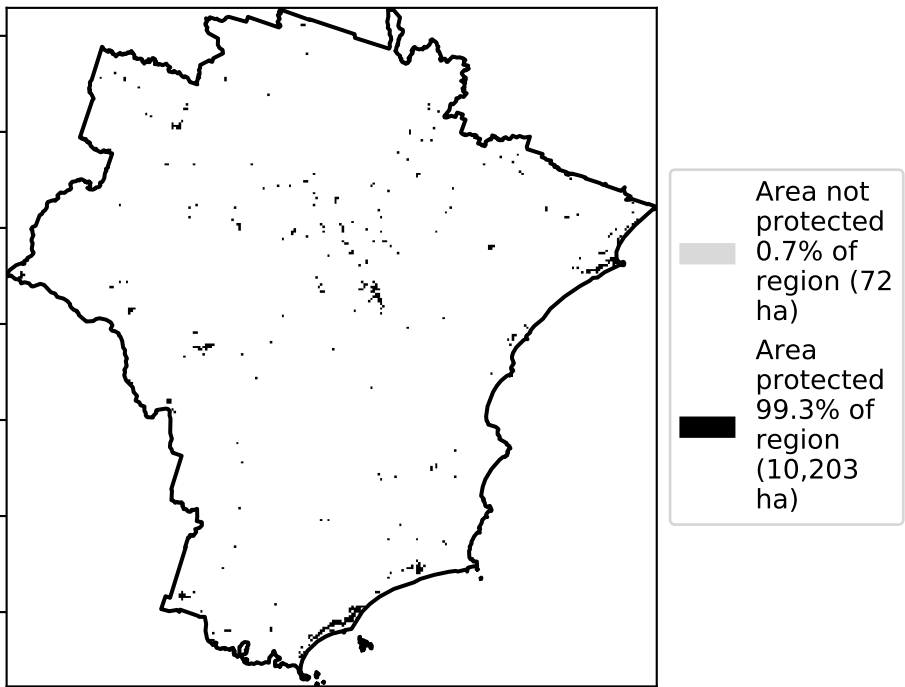 Area not
protected
0.7% of
region (72
ha)
Area
protected
99.3% of
region
(10,203
ha)